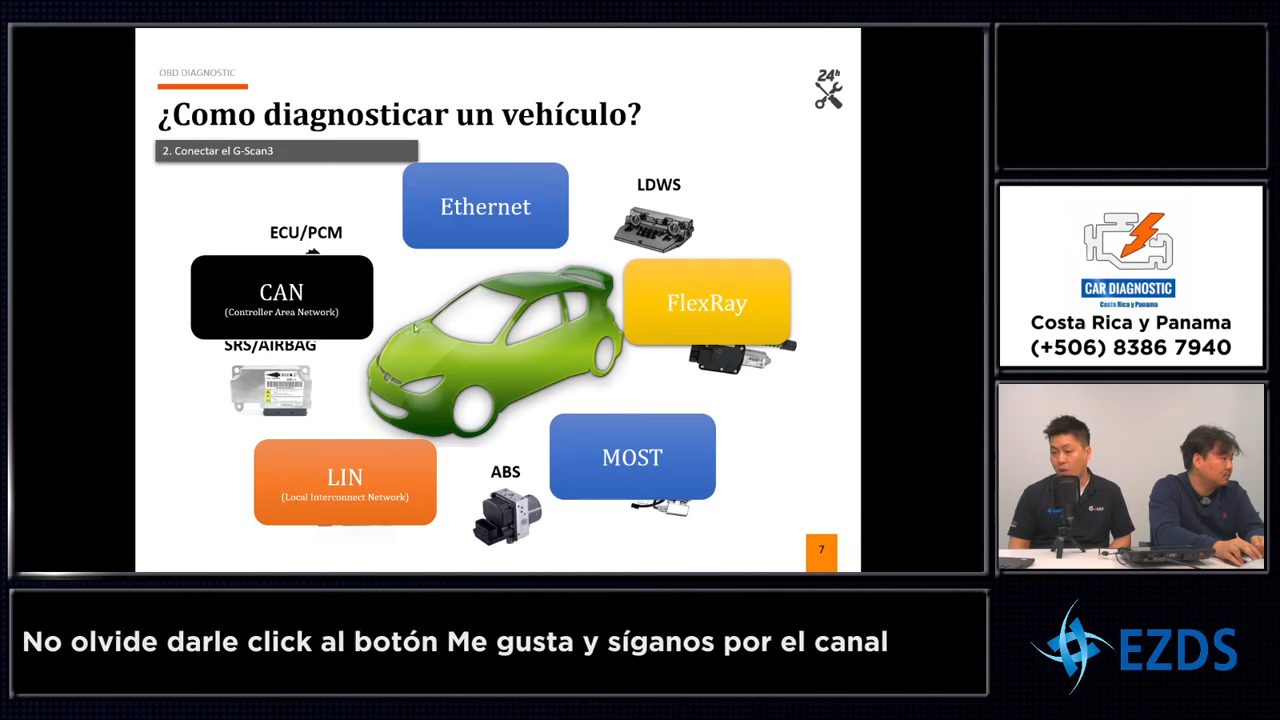 OBD DIAGNOSTIC
24h
¿Como diagnosticar un vehículo?
2. Conectar el G-Scan3
Ethernet
LDWS
ECU/PCM
CAN
(Controller Area Network)
FlexRay
SRS/AIRBAG
MOST
LIN
(Local Interconnect Network)
ABS
7
CAR DIAGNOSTIC
Costa Rica y Panama
Costa Rica y Panama
(+506) 8386 7940
No olvide darle click al botón Me gusta y síganos por el canal
EZDS